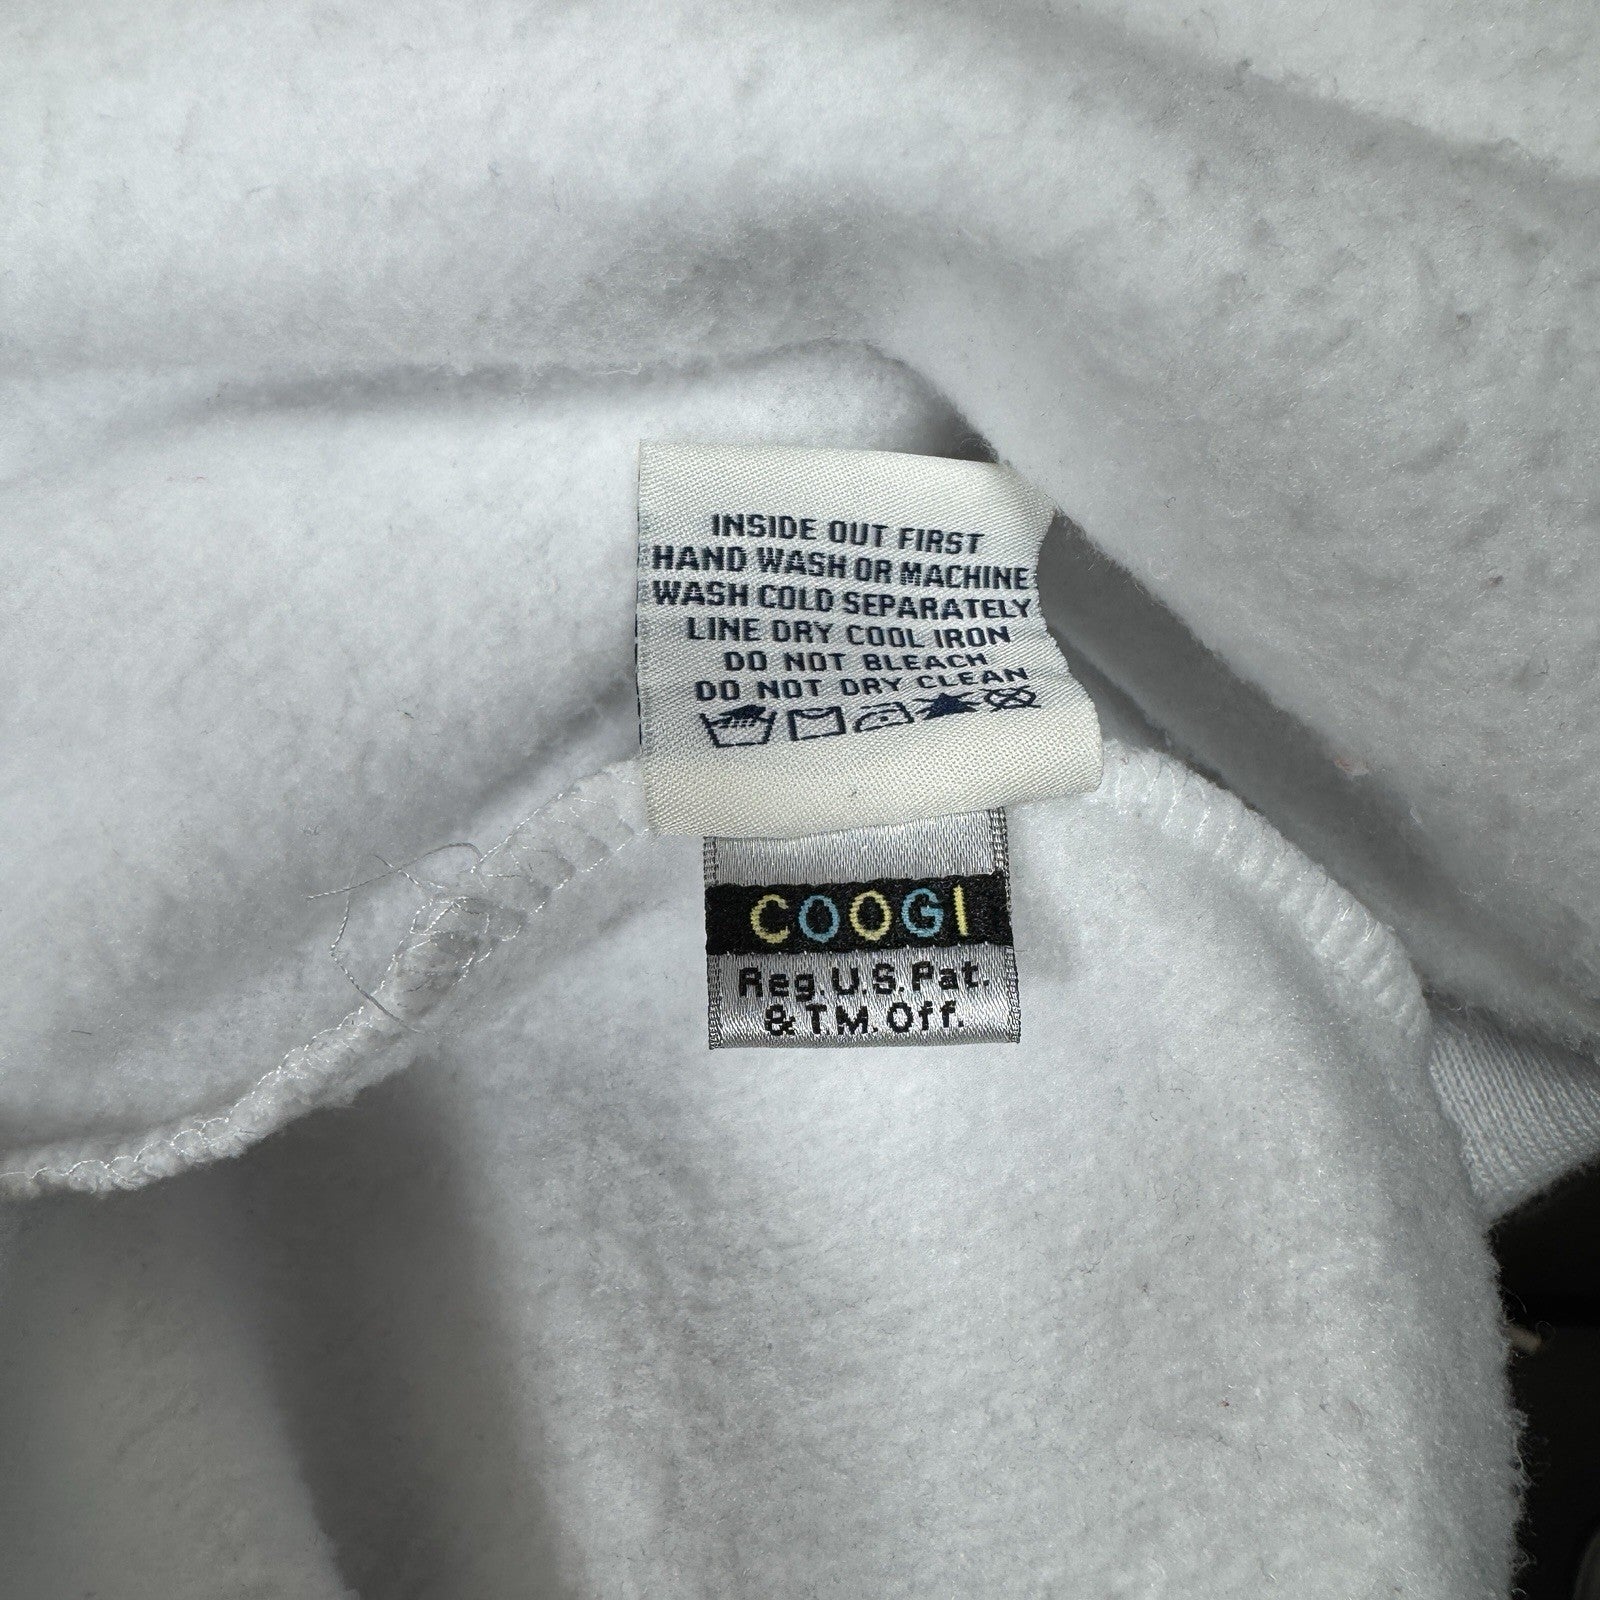 INSIDE OUT FIRST
HAND WASH OR MACHINE
WASH COLD SEPARATELY
LINE DRY COOL IRON
DO NOT BLEACH
DO NOT DRY CLEAN
COOGI
Reg. U.S. Pat.
& T.M. Off.